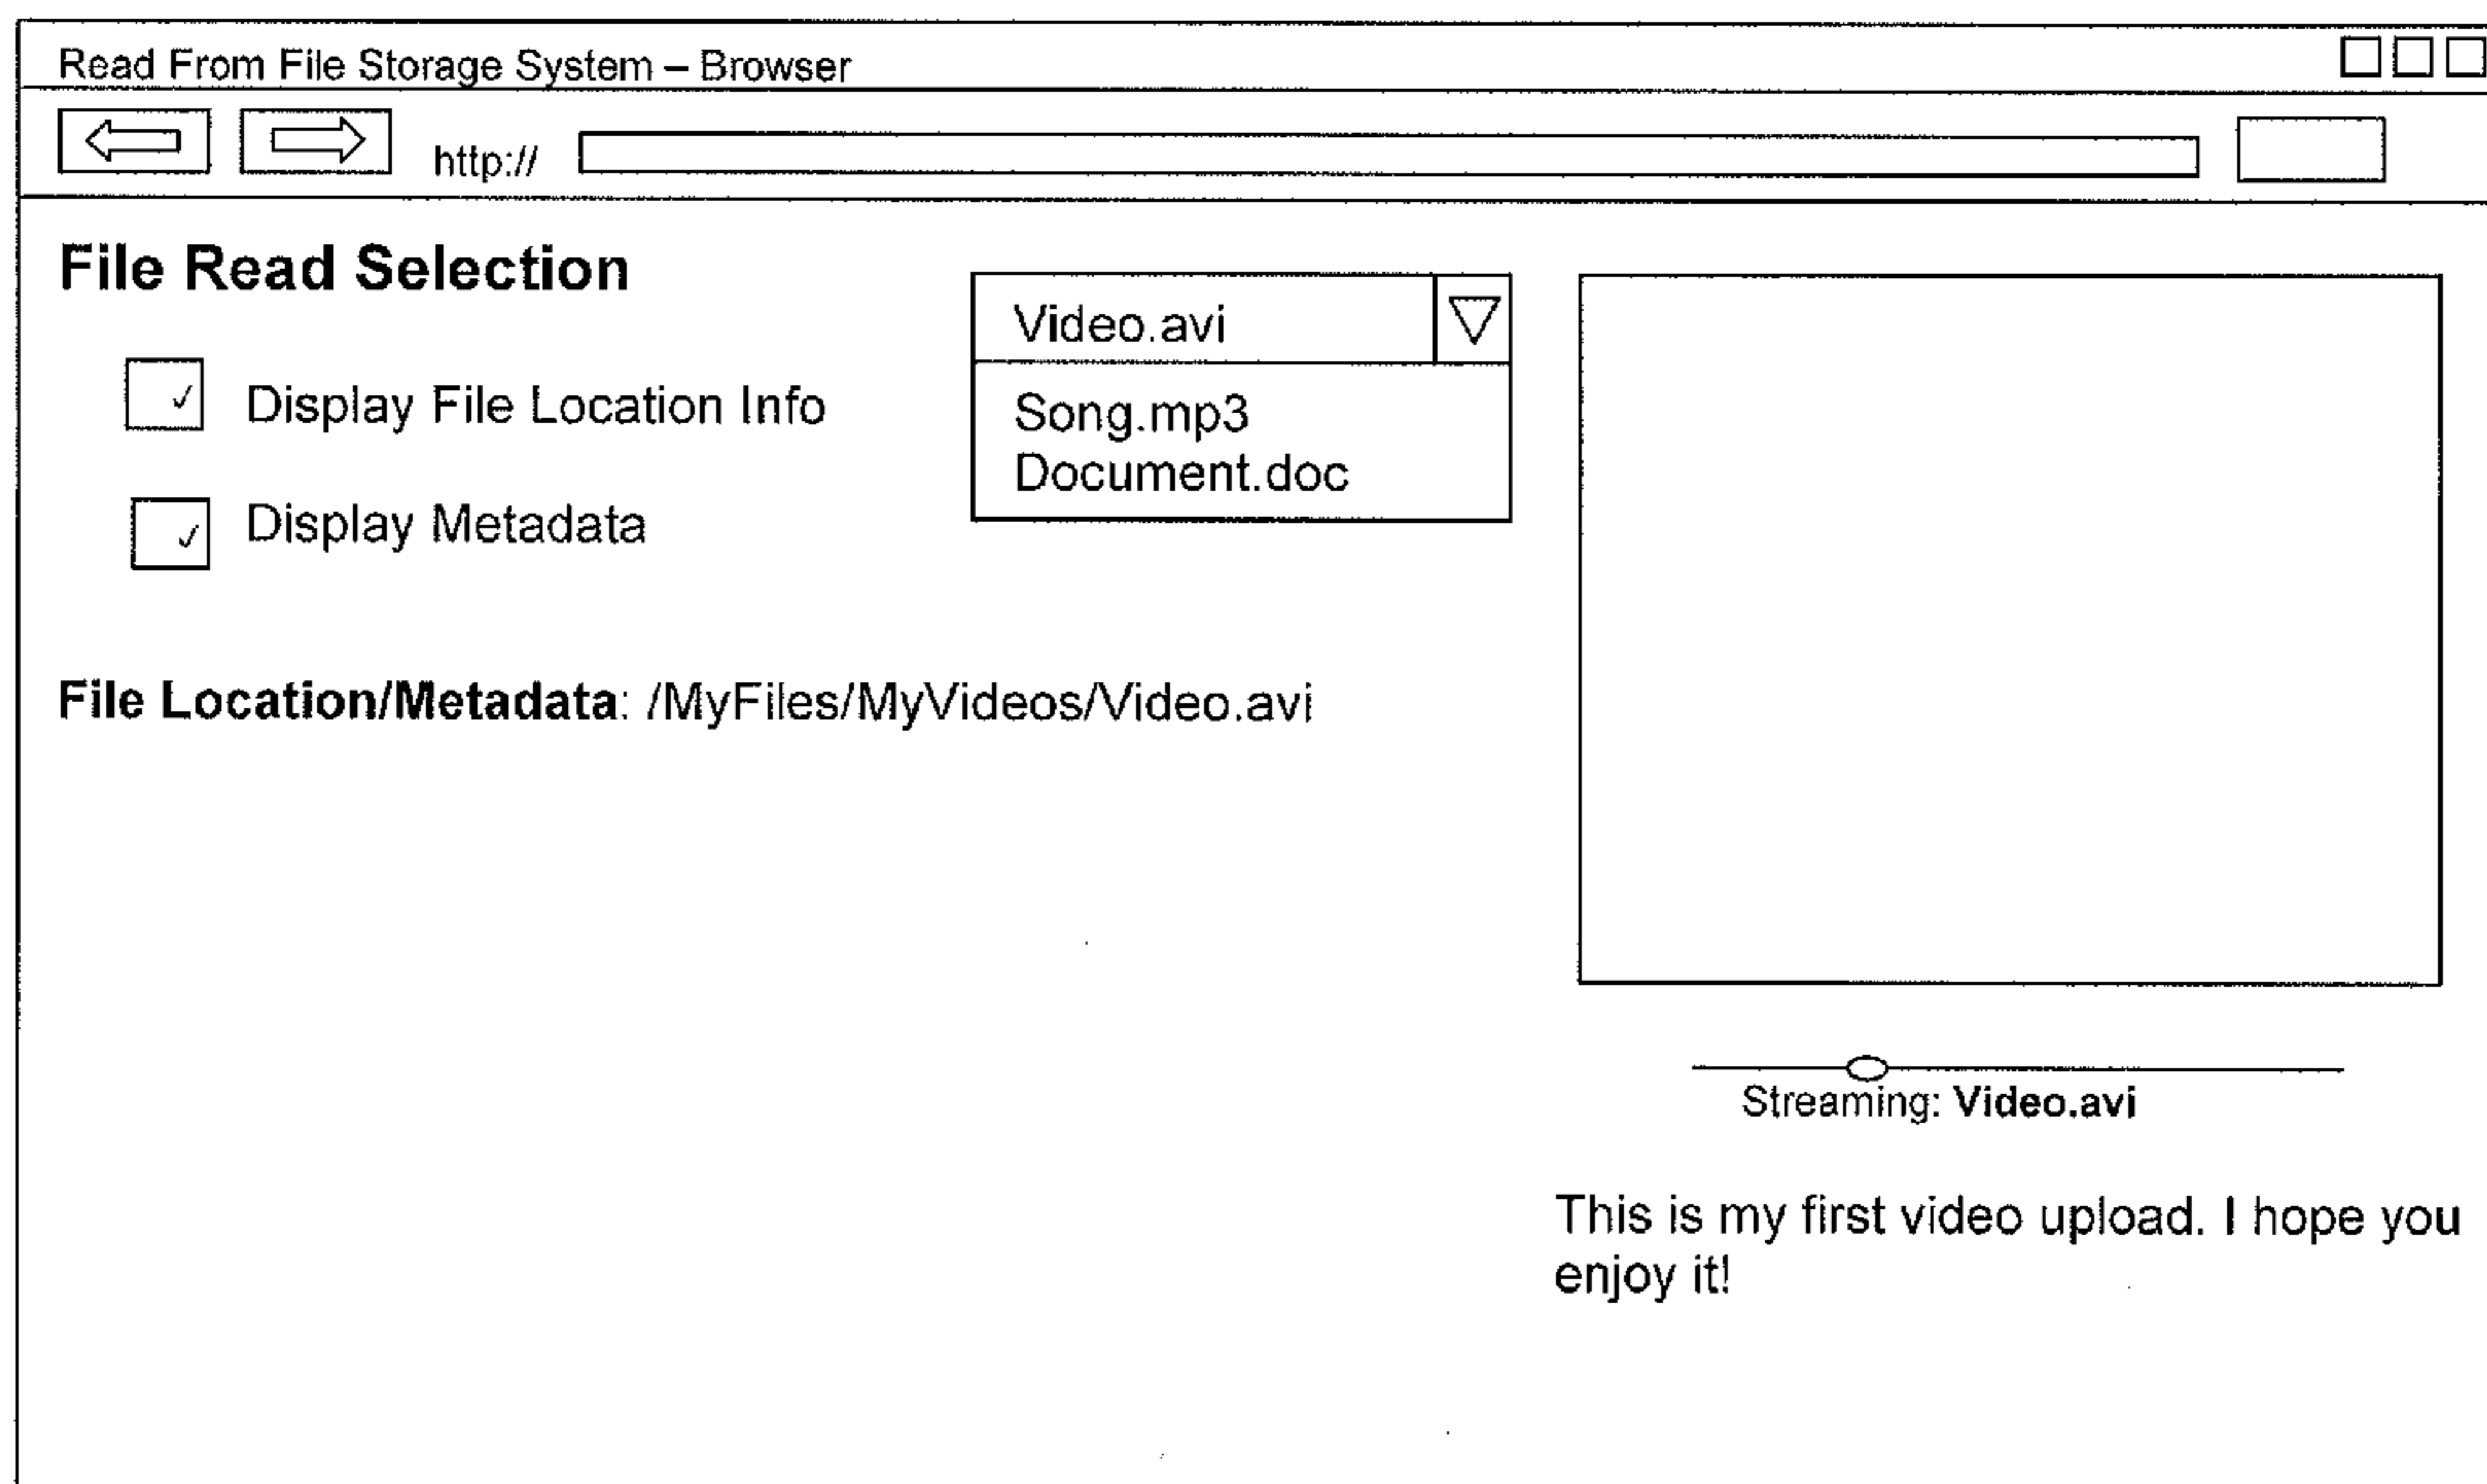 Read From File Storage System – Browser
http://
File Read Selection
Display File Location Info
Display Metadata
Video.avi
Song.mp3
Document.doc
File Location/Metadata: /MyFiles/MyVideos/Video.avi
Streaming: Video.avi
This is my first video upload. I hope you
enjoy it!